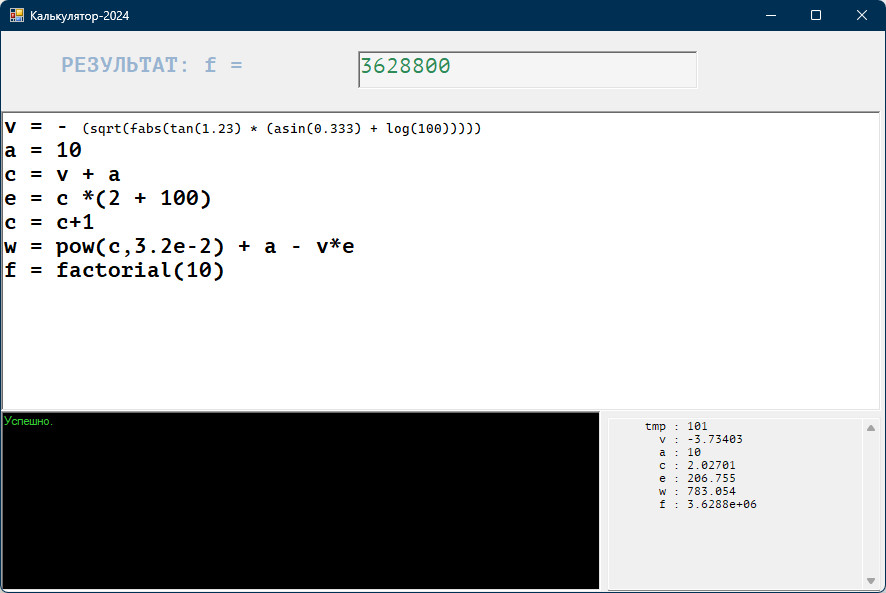 Калькулятор-2024
РЕЗУЛЬТАТ: f =
3628800
v = - (sqrt(fabs(tan(1.23) * (asin(0.333) + log(100)))))
a = 10
c = v + a
e = c *(2 + 100)
c = c+1
w = pow(c,3.2e-2) + a - v*e
f = factorial(10)
Успешно.
tmp : 101
v : -3.73403
a : 10
c : 2.02701
e : 206.755
w : 783.054
f : 3.6288e+06